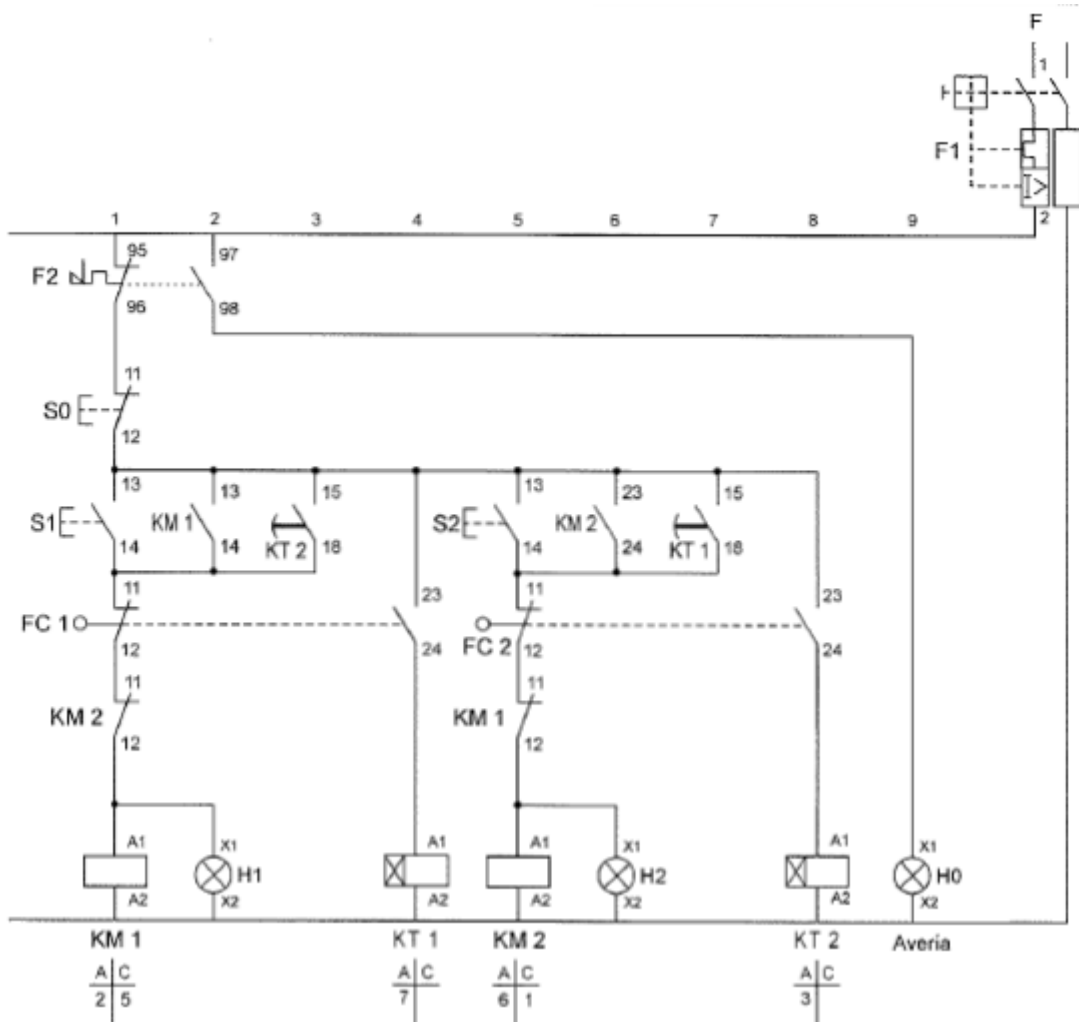 F
1
F1
2
1 2 3 4 5 6 7 8 9
95 97
F2
96 98
11
S0
12
13 13 15 13 23 15
S1 KM 1 KT 2 S2 KM 2 KT 1
14 14 18 14 24 18
11 23 11 23
FC 1 FC 2
12 24 12 24
11 11
KM 2 KM 1
12 12
A1 X1 A1 A1 X1 A1 X1
H1 H2 H0
A2 X2 A2 A2 X2 A2 X2
KM 1 KT 1 KM 2 KT 2 Averia
A C A C A C A C
2 5 7 6 1 3